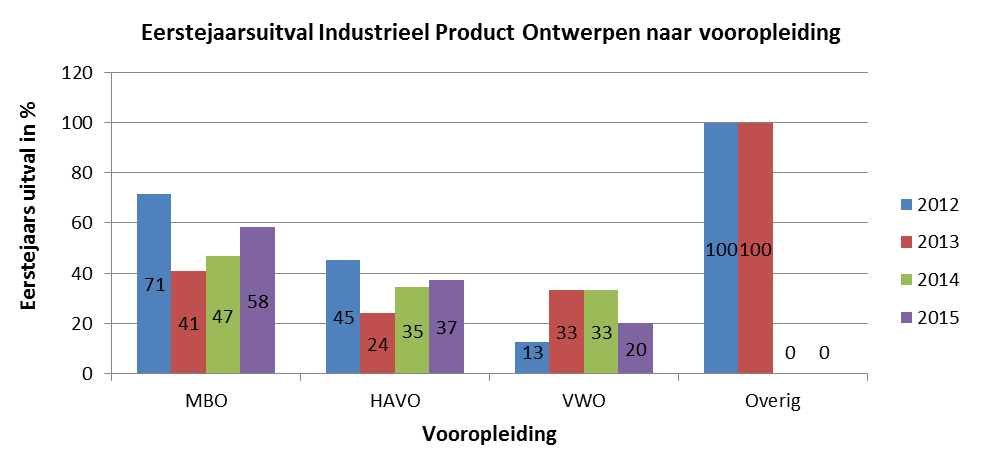 Eerstejaarsuitval Industrieel Product Ontwerpen naar vooropleiding
Eerstejaars uitval in %
120
100
80
60
40
20
0
71 41 47 58
45 24 35 37
13 33 33 20
100 100 0 0
MBO HAVO VWO Overig
Vooropleiding
2012
2013
2014
2015